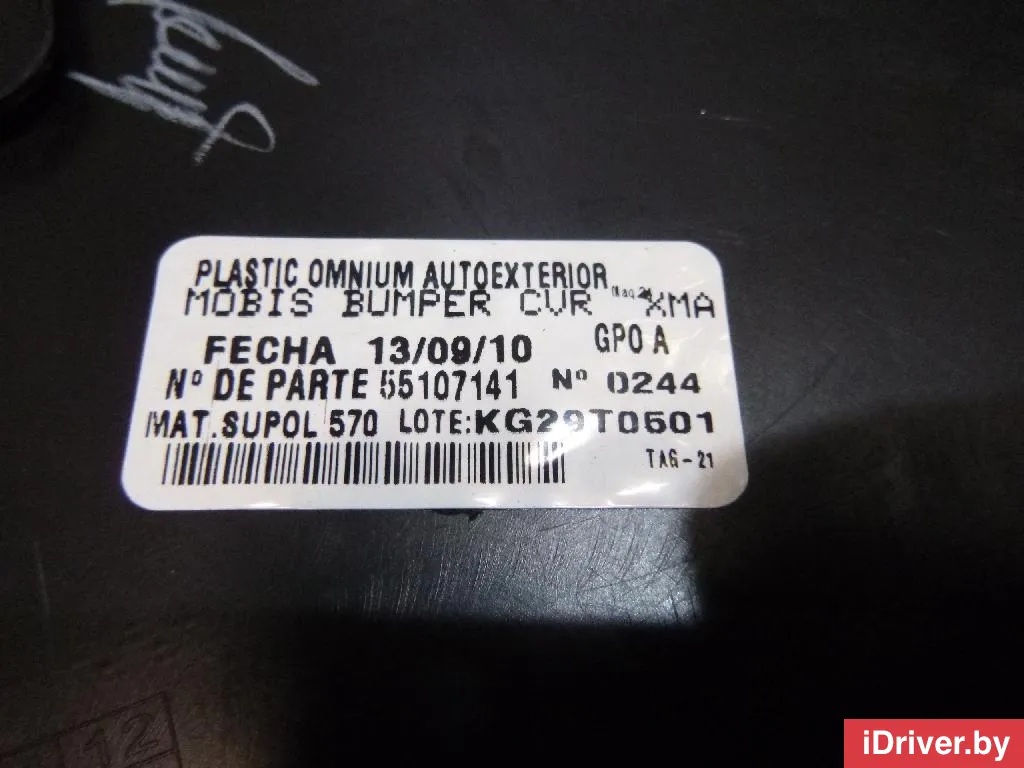 PLASTIC OMNIUM AUTOEXTERIOR
MOBIS BUMPER CVR XMA
FECHA 13/09/10 GPO A
Nº DE PARTE 55107141 Nº 0244
MAT. SUPOL 570 LOTE: KG29T0501
TAG-21
12
iDriver.by